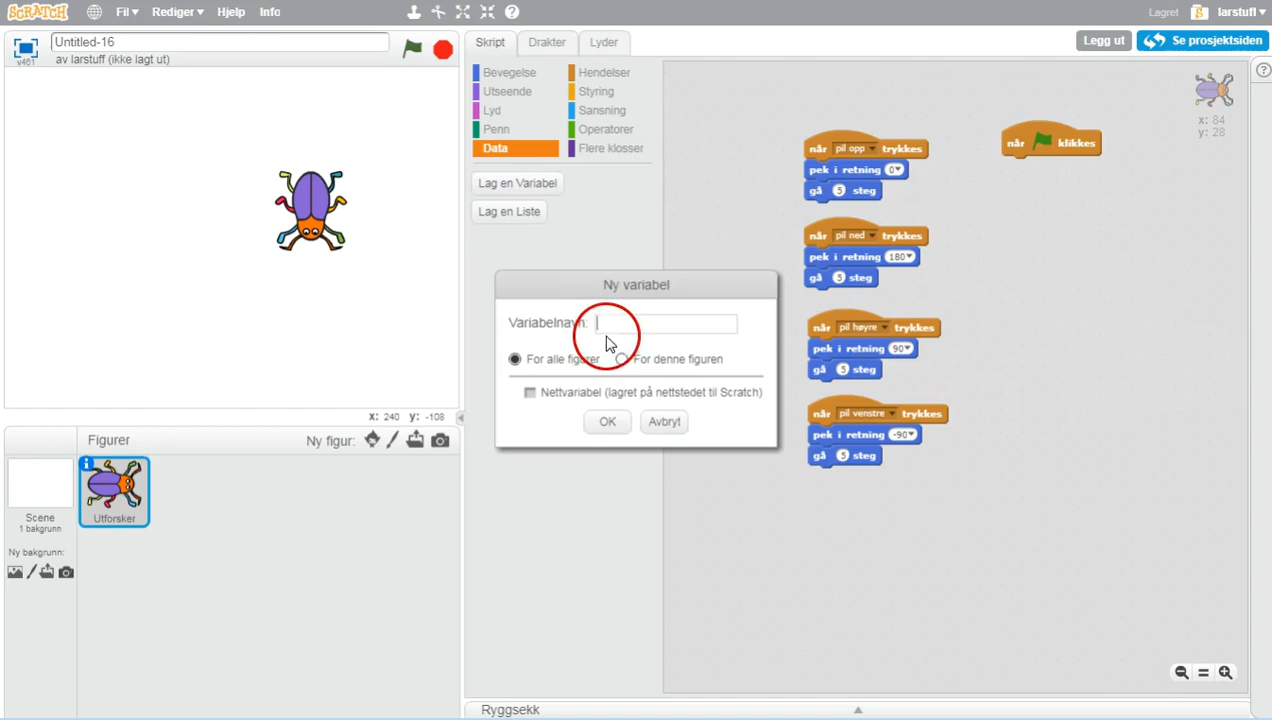 SCRATCH Fil Rediger Hjelp Info Lagret larstufl
Untitled-16
av larstuff (ikke lagt ut)
v461
Skript Drakter Lyder
Legg ut Se prosjektsiden
Bevegelse Hendelser
Utseende Styring
Lyd Sansning
Penn Operatorer
Data Flere klosser
Lag en Variabel
Lag en Liste
x: 84
y: 28
når pil opp trykkes
pek i retning 0
gå 5 steg
når klikkes
når pil ned trykkes
pek i retning 180
gå 5 steg
når pil høyre trykkes
pek i retning 90
gå 5 steg
når pil venstre trykkes
pek i retning -90
gå 5 steg
Ny variabel
Variabelnavn:
For alle figurer For denne figuren
Nettvariabel (lagret på nettstedet til Scratch)
OK Avbryt
x: 240 y: -108
Figurer Ny figur:
Scene
1 bakgrunn
Utforsker
Ny bakgrunn:
Ryggsekk